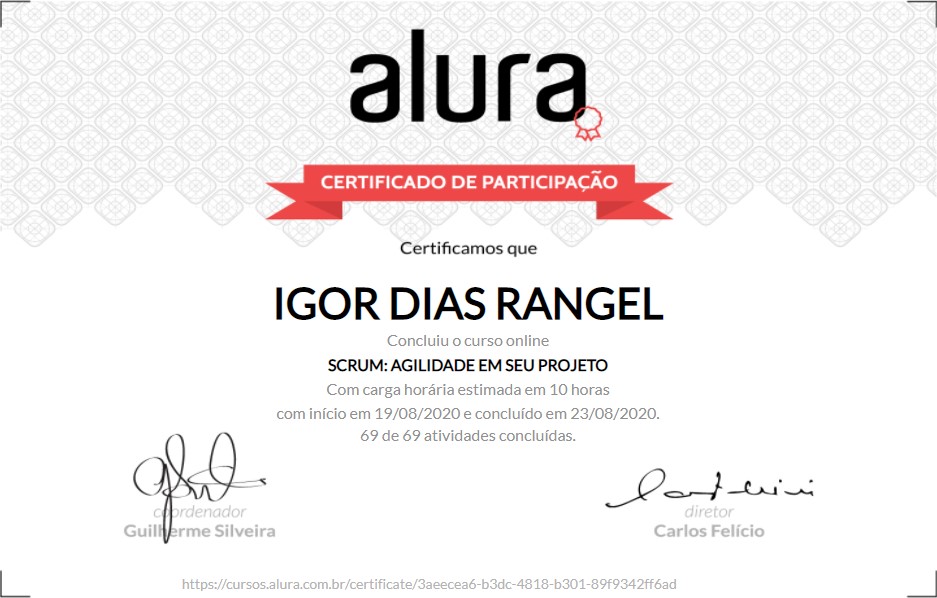 alura
CERTIFICADO DE PARTICIPAÇÃO
Certificamos que
IGOR DIAS RANGEL
Concluiu o curso online
SCRUM: AGILIDADE EM SEU PROJETO
Com carga horária estimada em 10 horas
com início em 19/08/2020 e concluído em 23/08/2020.
69 de 69 atividades concluídas.
coordenador
Guilherme Silveira
diretor
Carlos Felício
https://cursos.alura.com.br/certificate/3aeecea6-b3dc-4818-b301-89f9342ff6ad